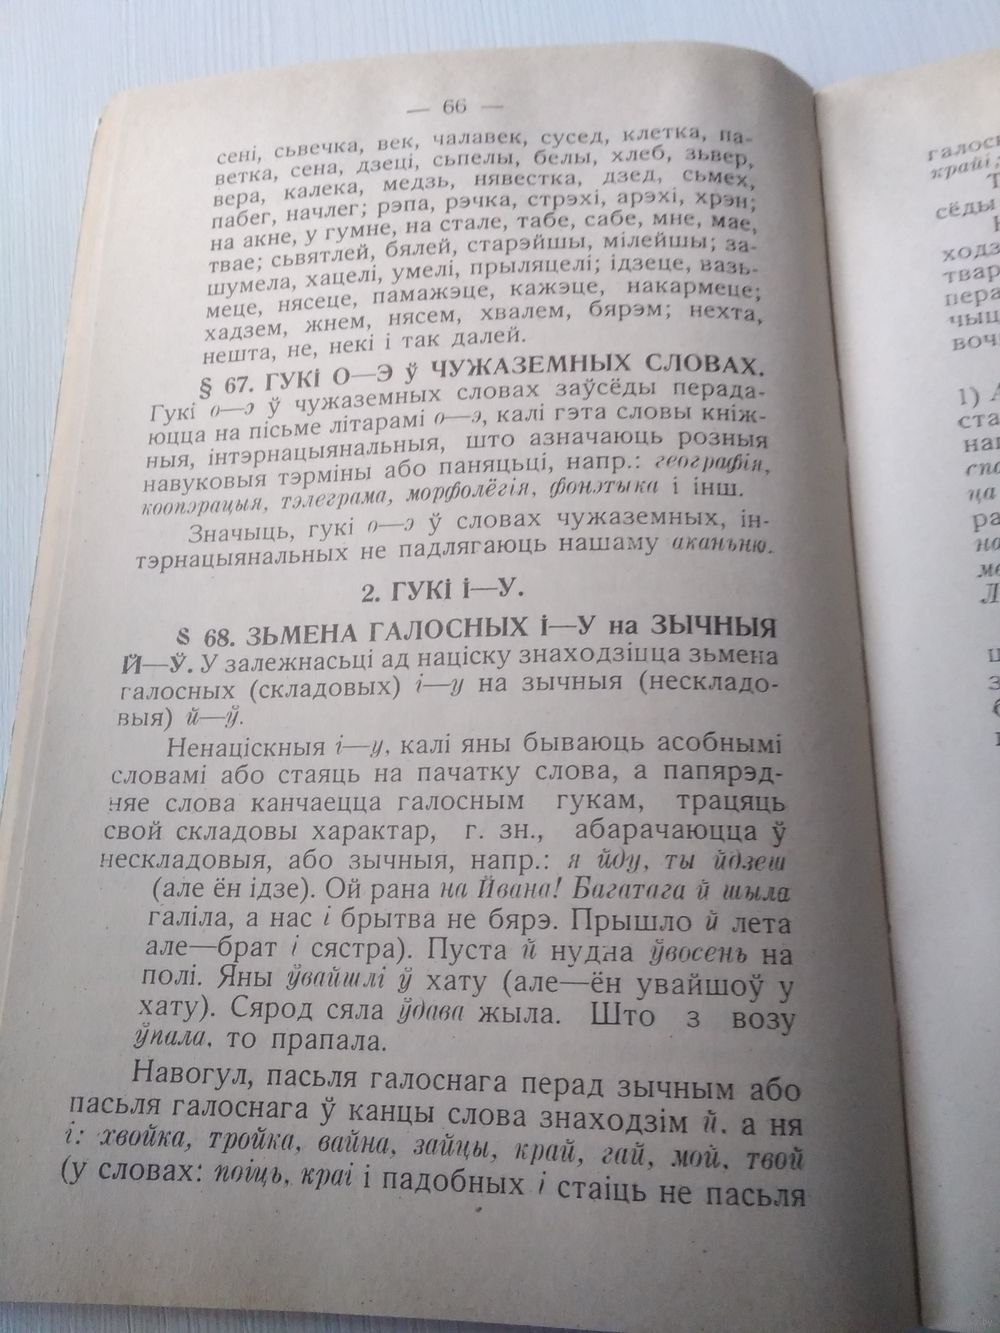 — 66 —
сені, сьвечка, век, чалавек, сусед, клетка, па-
ветка, сена, дзеці, сьпелы, белы, хлеб, зьвер,
вера, калека, медзь, нявестка, дзед, сьмех,
пабег, начлег; рэпа, рэчка, стрэхі, арэхі, хрэн;
на акне, у гумне, на стале, табе, сабе, мне, мае,
твае; сьвятлей, бялей, старэйшы, мілейшы; за-
шумела, хацелі, умелі, прыляцелі; ідзеце, вазь-
меце, нясеце, памажэце, кажэце, накармеце;
хадзем, жнем, нясем, хвалем, бярэм; нехта,
нешта, не, некі і так далей.
§ 67. ГУКІ О—Э ў ЧУЖАЗЕМНЫХ СЛОВАХ.
Гукі о—э ў чужаземных словах заўсёды перада-
юцца на пісьме літарамі о—э, калі гэта словы кніж-
ныя, інтэрнацыянальныя, што азначаюць розныя
навуковыя тэрміны або паняцьці, напр.: географія,
коопэрацыя, тэлеграма, морфолёгія, фонэтыка і інш.
Значыць, гукі о—э ў словах чужаземных, ін-
тэрнацыянальных не падлягаюць нашаму аканьню.
2. ГУКІ І—У.
§ 68. ЗЬМЕНА ГАЛОСНЫХ І—У на ЗЫЧНЫЯ
Й—Ў. У залежнасьці ад націску знаходзіцца зьмена
галосных (складовых) і—у на зычныя (нескладо-
выя) й—ў.
Ненаціскныя і—у, калі яны бываюць асобнымі
словамі або стаяць на пачатку слова, а папярэд-
няе слова канчаецца галосным гукам, трацяць
свой складовы характар, г. зн., абарачаюцца ў
нескладовыя, або зычныя, напр.: я йду, ты йдзеш
(але ён ідзе). Ой рана на Йвана! Багатага й шыла
галіла, а нас і брытва не бярэ. Прышло й лета
але—брат і сястра). Пуста й нудна ўвосень на
полі. Яны ўвайшлі ў хату (але—ён увайшоў у
хату). Сярод сяла ўдава жыла. Што з возу
ўпала, то прапала.
Навогул, пасьля галоснага перад зычным або
пасьля галоснага ў канцы слова знаходзім й, а ня
і: хвойка, тройка, вайна, зайцы, край, гай, мой, твой
(у словах: поіць, краі і падобных і стаіць не пасьля